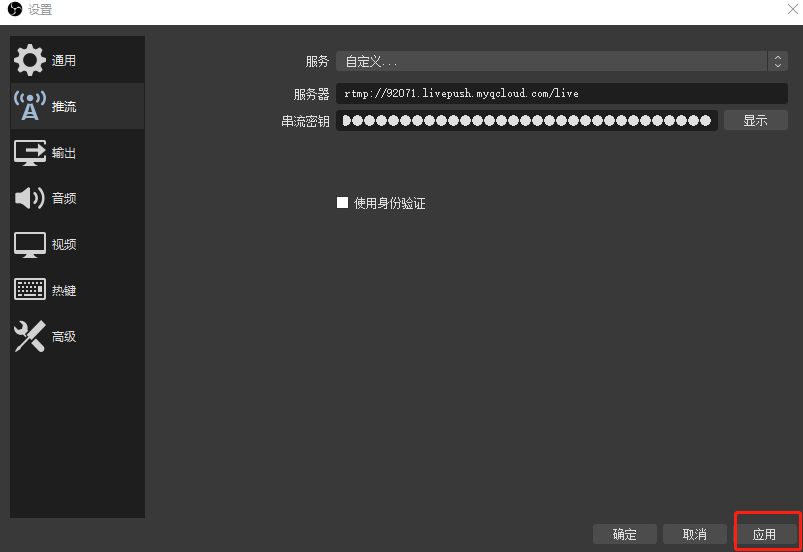 设置
通用
推流
输出
音频
视频
热键
高级
服务 自定义...
服务器 rtmp://92071.livepush.myqcloud.com/live
串流密钥 显示
使用身份验证
确定 取消 应用